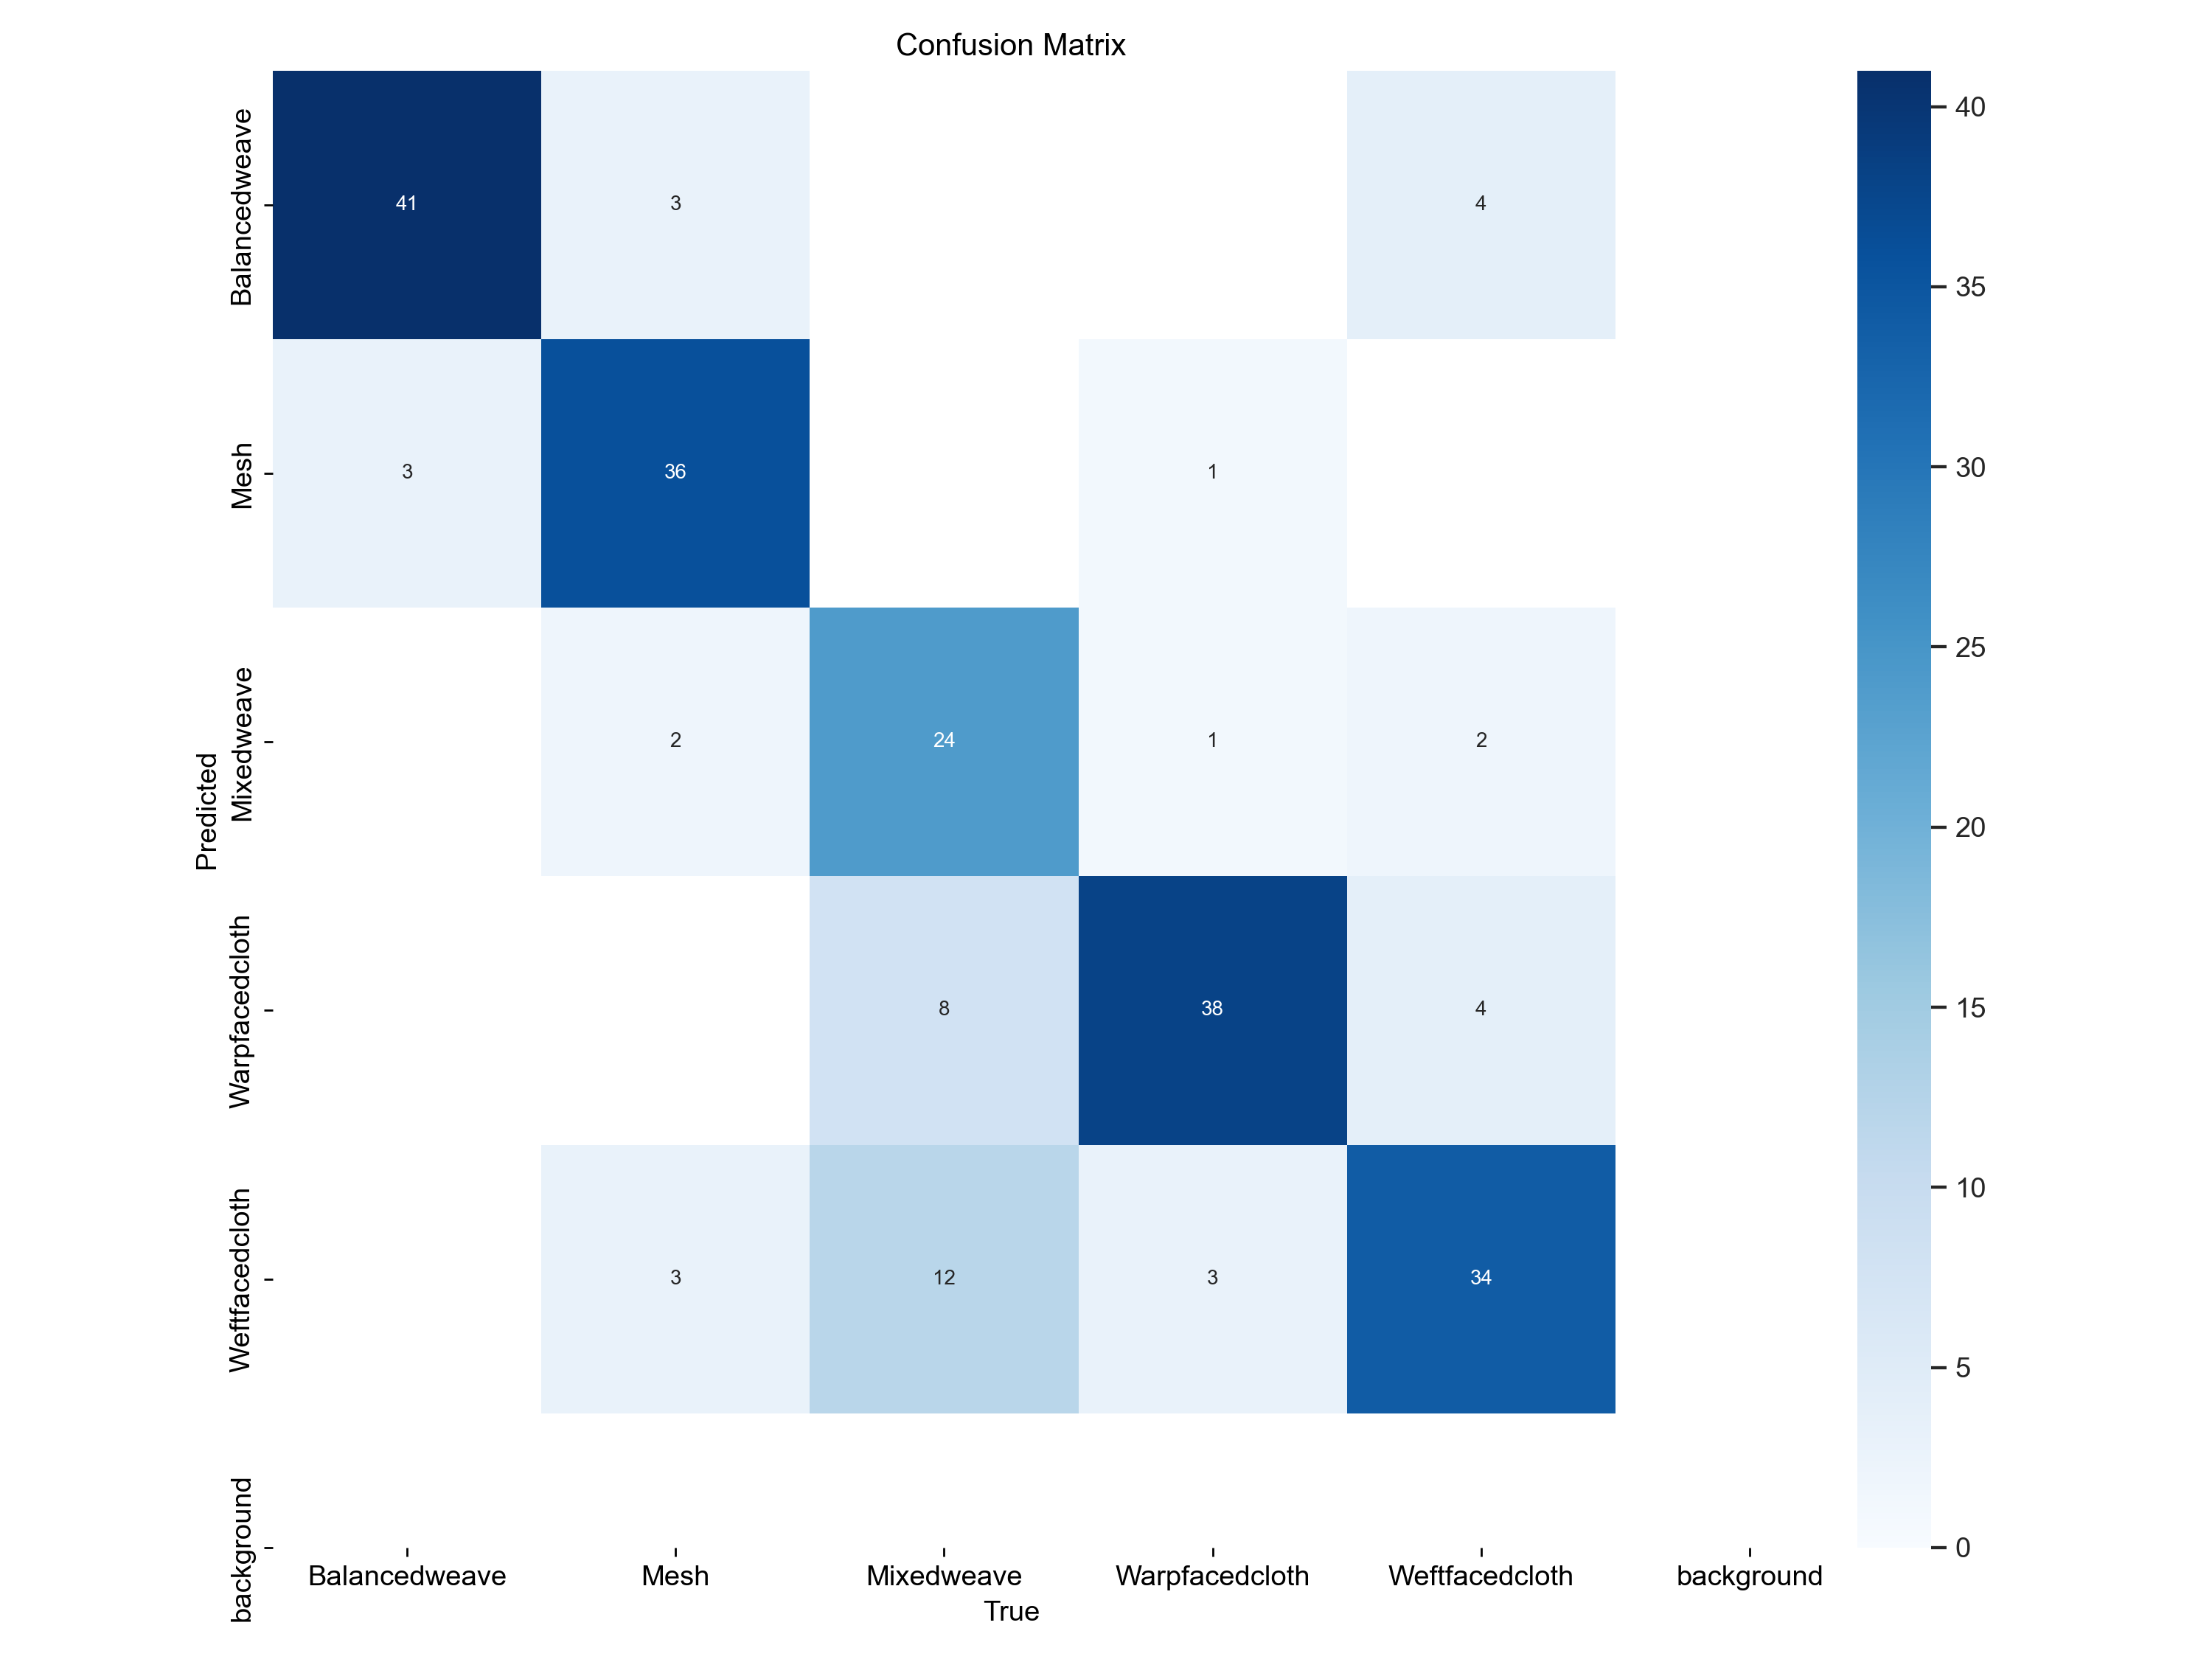 Confusion Matrix
Balancedweave
41
3
4
40
35
Mesh
3
36
1
30
25
Predicted
Mixedweave
2
24
1
2
20
15
Warpfacedcloth
8
38
4
10
Weftfacedcloth
3
12
3
34
5
0
background
Balancedweave Mesh Mixedweave Warpfacedcloth Weftfacedcloth background
True